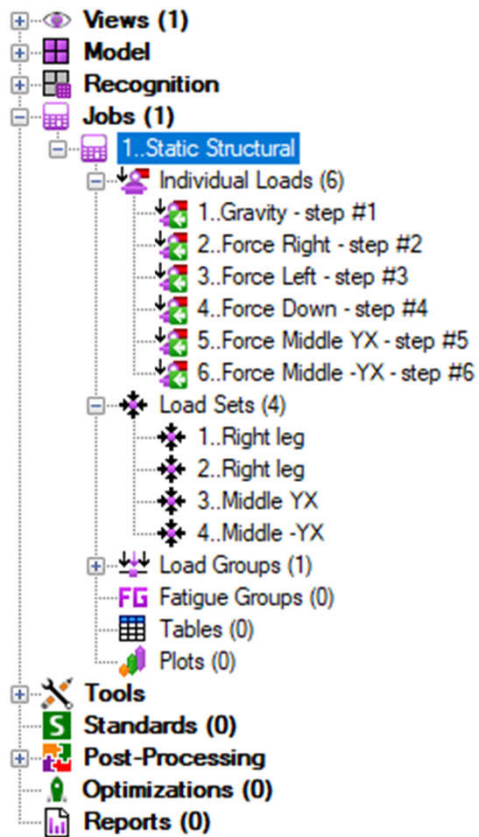 Views (1)
Model
Recognition
Jobs (1)
1..Static Structural
Individual Loads (6)
1..Gravity - step #1
2..Force Right - step #2
3..Force Left - step #3
4..Force Down - step #4
5..Force Middle YX - step #5
6..Force Middle -YX - step #6
Load Sets (4)
1..Right leg
2..Right leg
3..Middle YX
4..Middle -YX
Load Groups (1)
FG Fatigue Groups (0)
Tables (0)
Plots (0)
Tools
S Standards (0)
Post-Processing
Optimizations (0)
Reports (0)